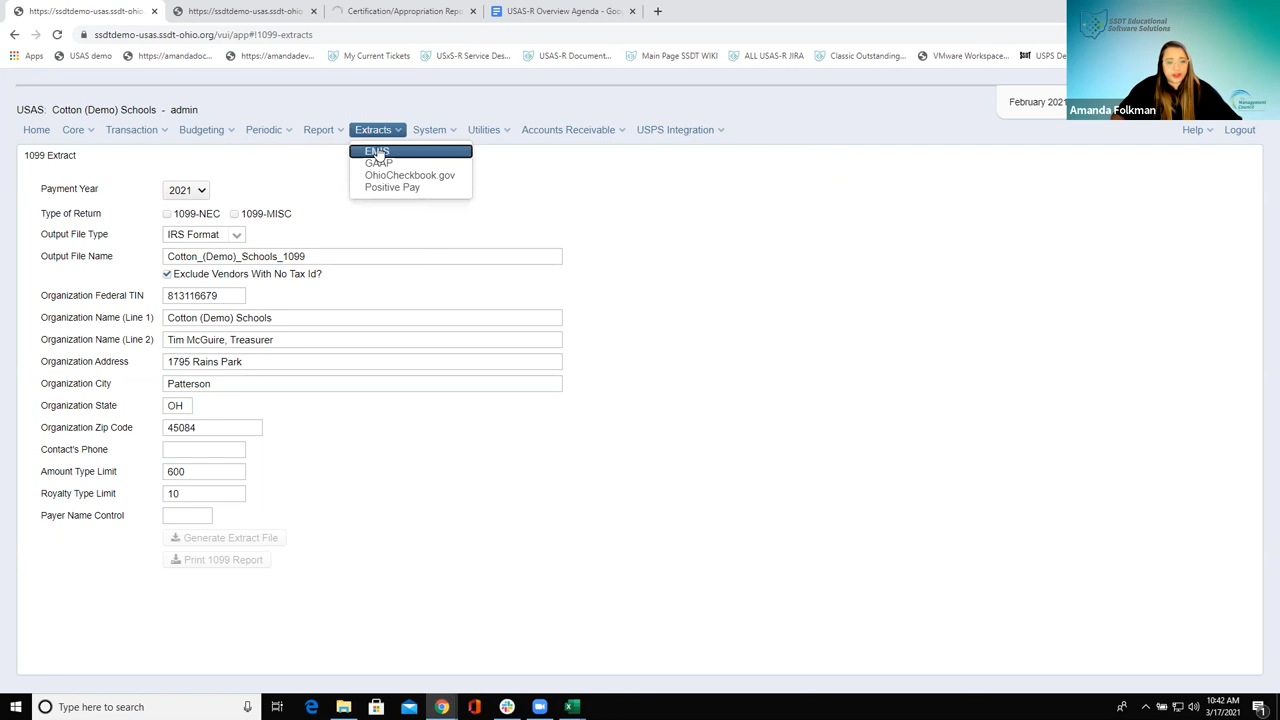 https://ssdtdemo-usas.ssdt-ohio.org/vui
https://ssdtdemo-usas.ssdt-ohio.org/vui
Certification/Appropriation Repo
USAS-R Overview Agenda - Goo
ssdtdemo-usas.ssdt-ohio.org/vui/app#!1099-extracts
Apps
USAS demo
https://amandadoc...
https://amandadev...
My Current Tickets
USxS-R Service Des...
USAS-R Document...
Main Page SSDT WIKI
ALL USAS-R JIRA
Classic Outstanding...
VMware Workspace...
USPS De
SSDT Educational
Software Solutions
Management
Council
Amanda Folkman
USAS: Cotton (Demo) Schools - admin
February 2021
Home
Core
Transaction
Budgeting
Periodic
Report
Extracts
System
Utilities
Accounts Receivable
USPS Integration
Help
Logout
EMIS
GAAP
OhioCheckbook.gov
Positive Pay
1099 Extract
Payment Year 2021
Type of Return 1099-NEC 1099-MISC
Output File Type IRS Format
Output File Name Cotton_(Demo)_Schools_1099
Exclude Vendors With No Tax Id?
Organization Federal TIN 813116679
Organization Name (Line 1) Cotton (Demo) Schools
Organization Name (Line 2) Tim McGuire, Treasurer
Organization Address 1795 Rains Park
Organization City Patterson
Organization State OH
Organization Zip Code 45084
Contact's Phone
Amount Type Limit 600
Royalty Type Limit 10
Payer Name Control
Generate Extract File
Print 1099 Report
Type here to search
10:42 AM
3/17/2021
1